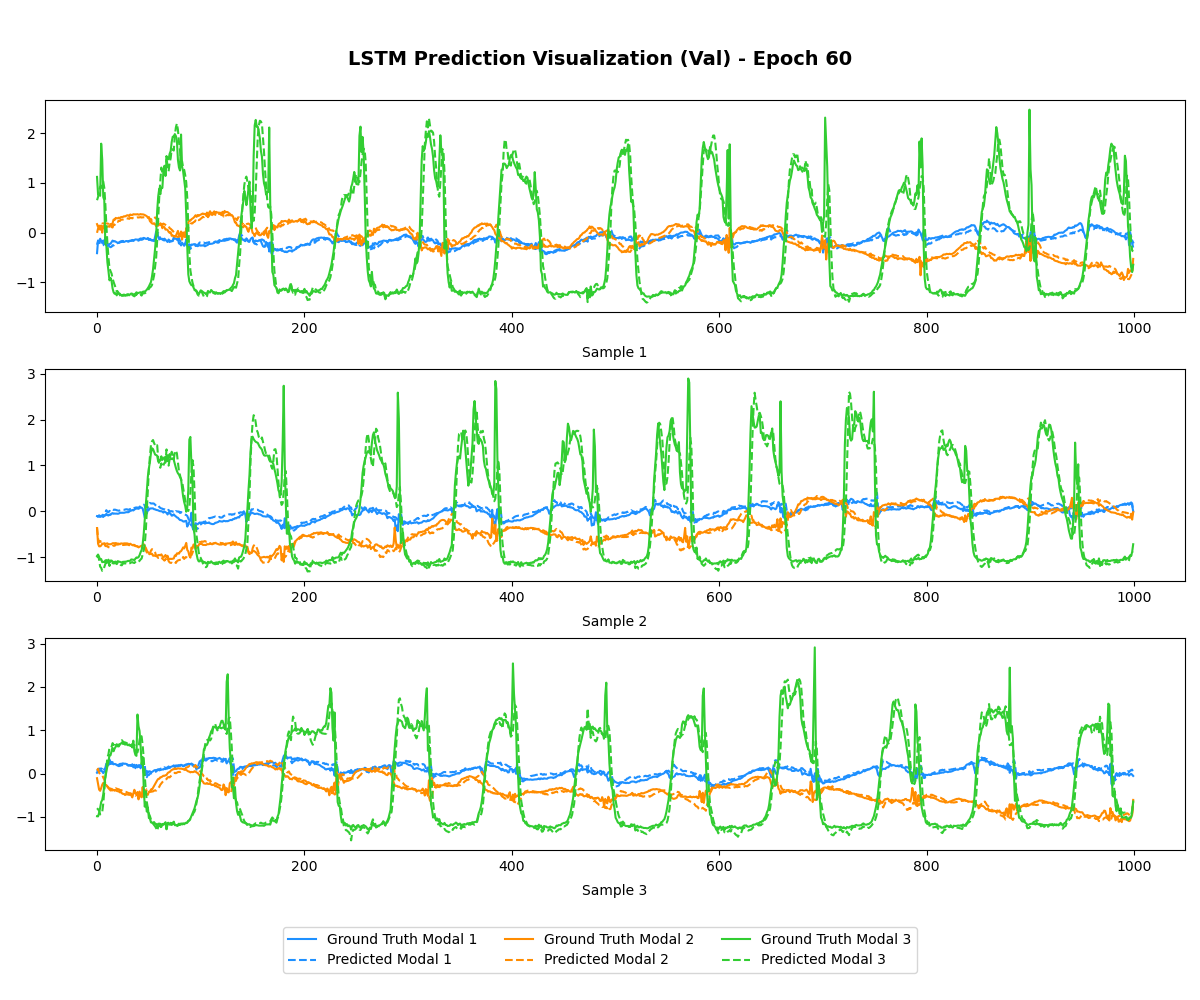 LSTM Prediction Visualization (Val) - Epoch 60
2
1
0
−1
0 200 400 600 800 1000
Sample 1
3
2
1
0
−1
0 200 400 600 800 1000
Sample 2
3
2
1
0
−1
0 200 400 600 800 1000
Sample 3
Ground Truth Modal 1 Ground Truth Modal 2 Ground Truth Modal 3
Predicted Modal 1 Predicted Modal 2 Predicted Modal 3